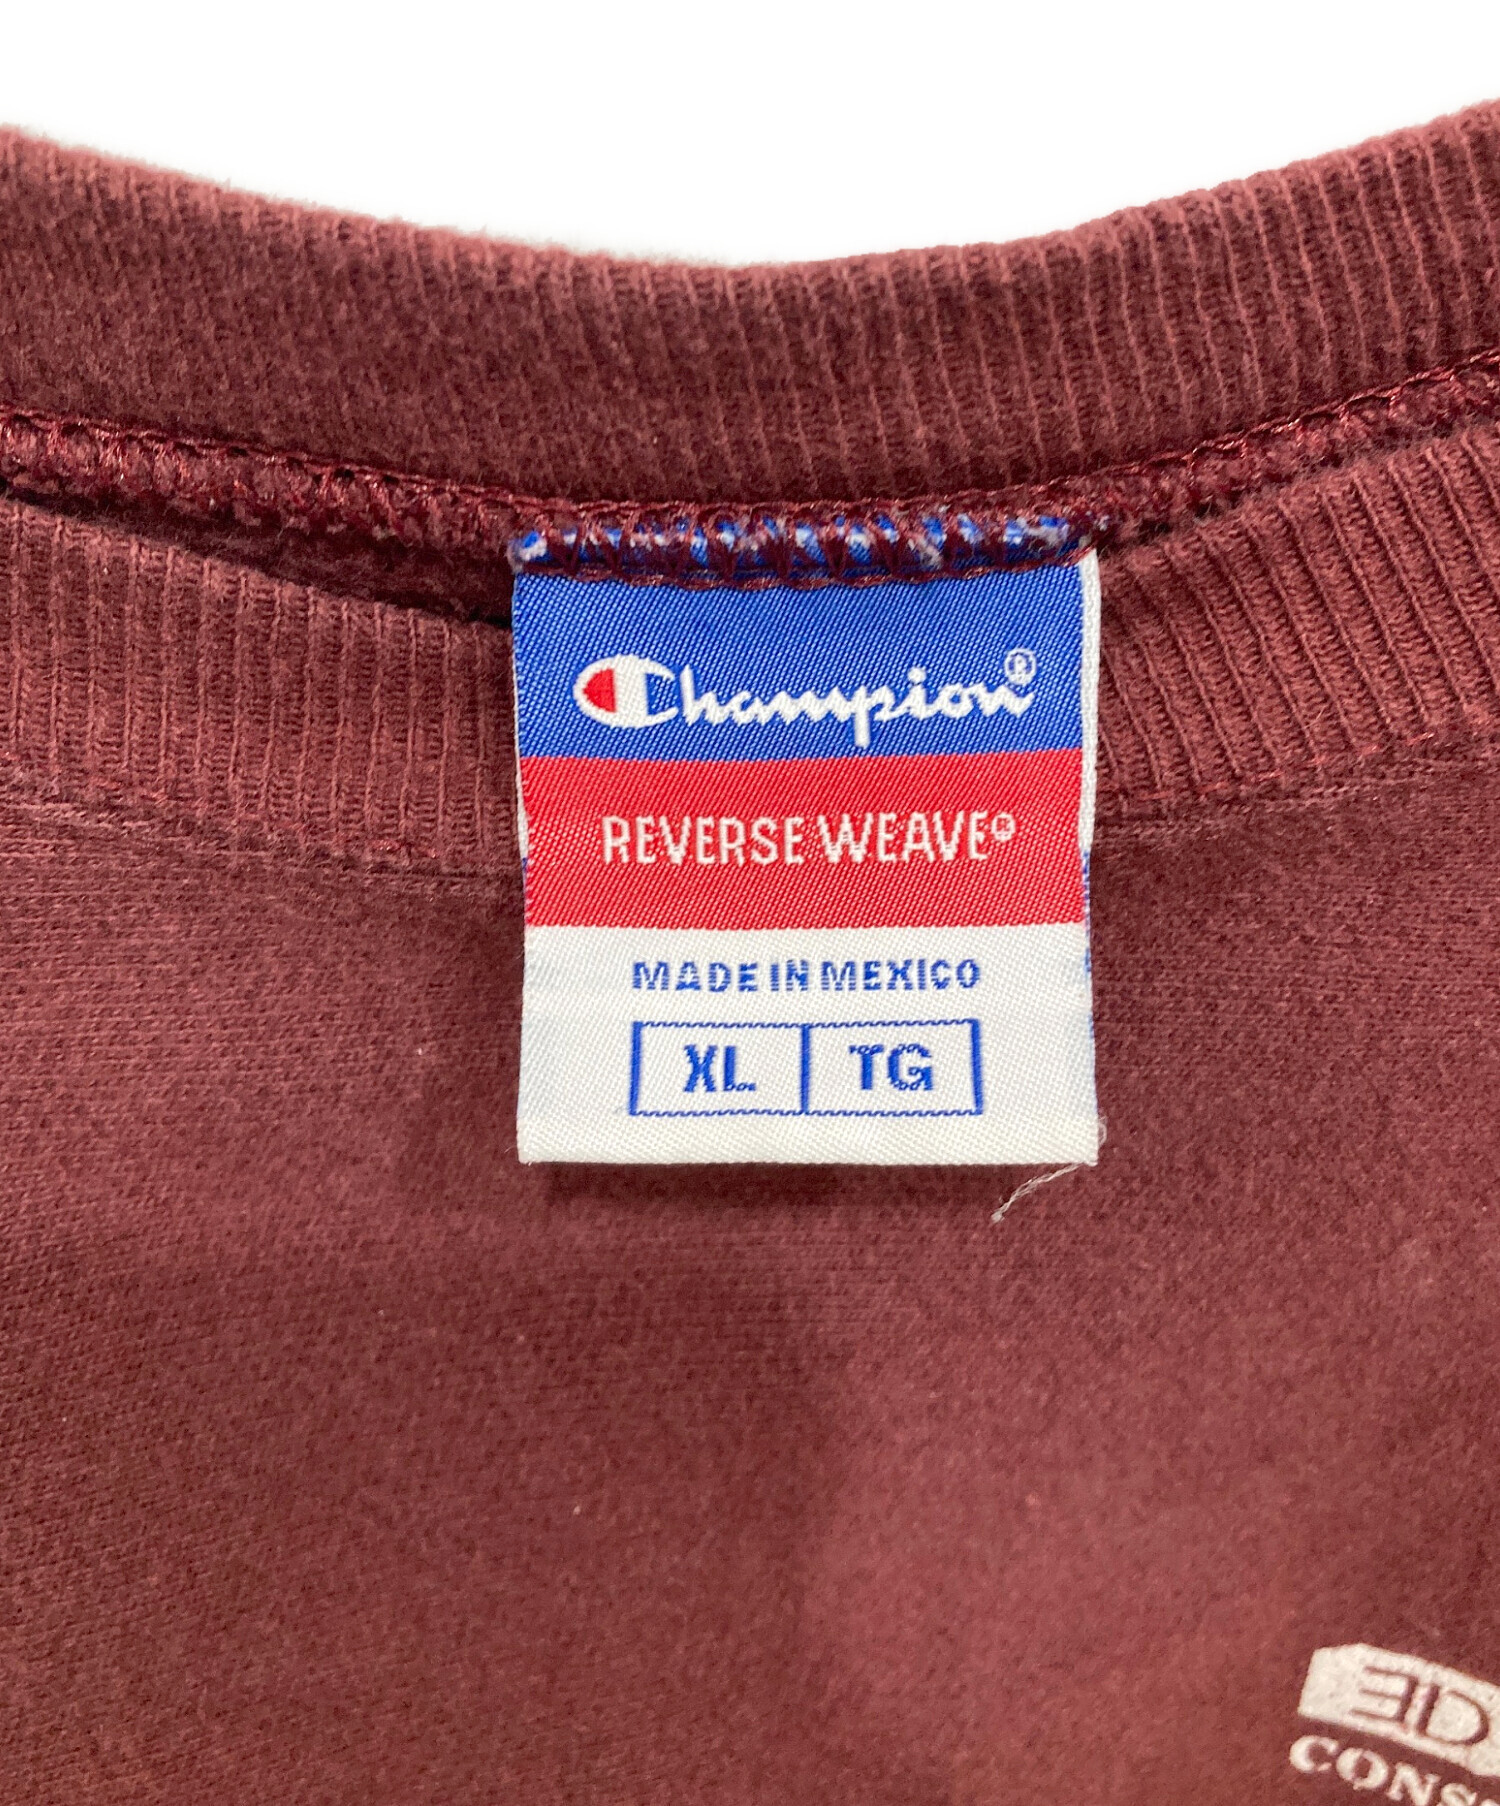 Champion®
REVERSE WEAVE®
MADE IN MEXICO
XL TG